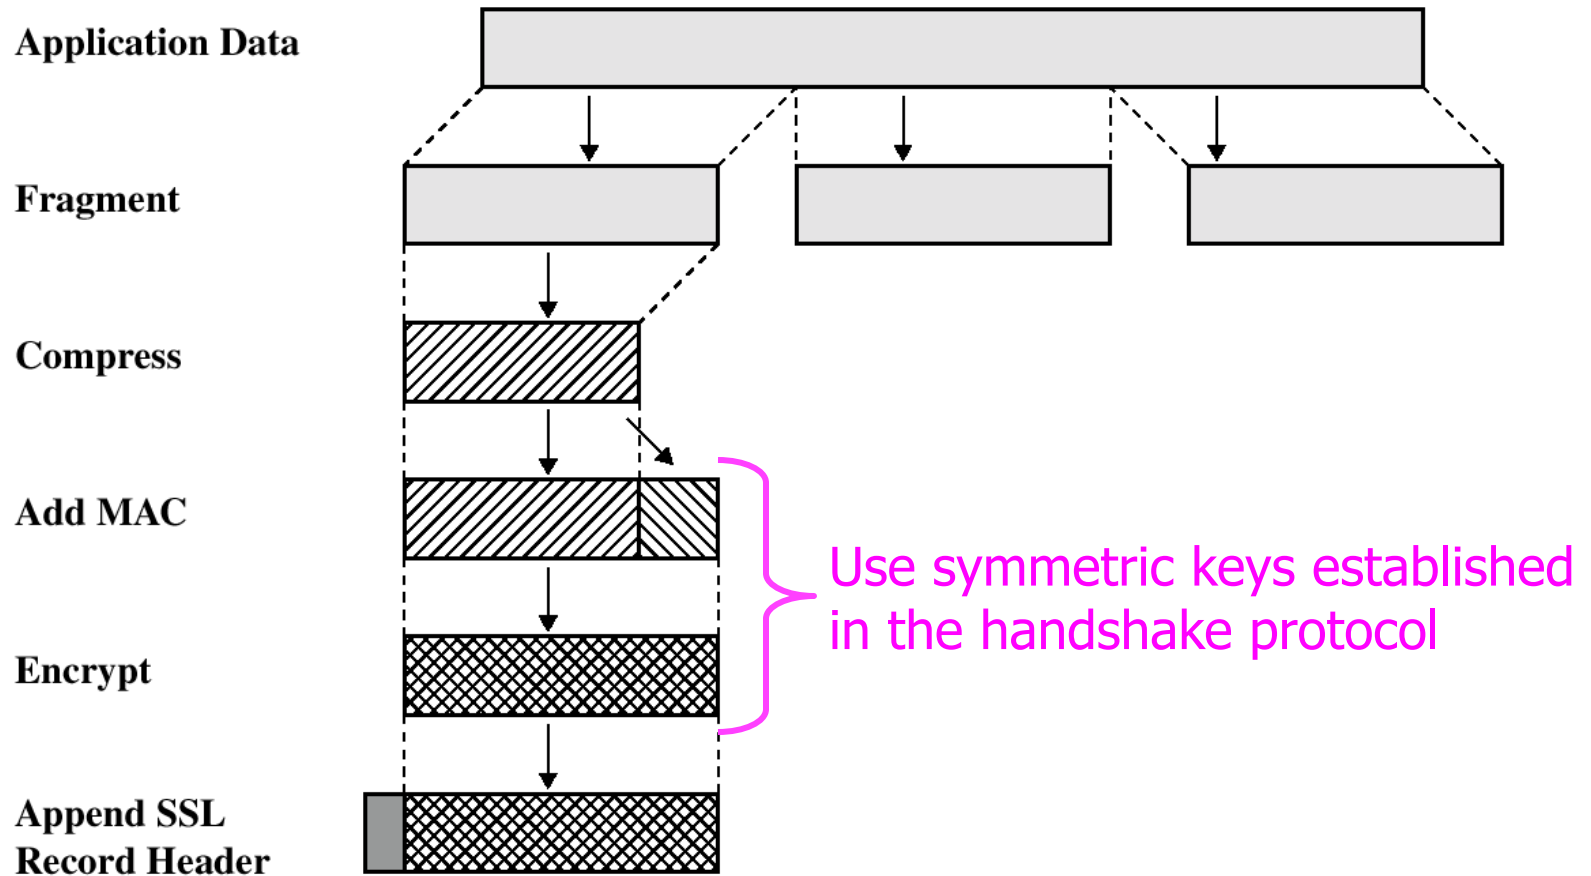 Application Data
Fragment
Compress
Add MAC
Use symmetric keys established
in the handshake protocol
Encrypt
Append SSL
Record Header